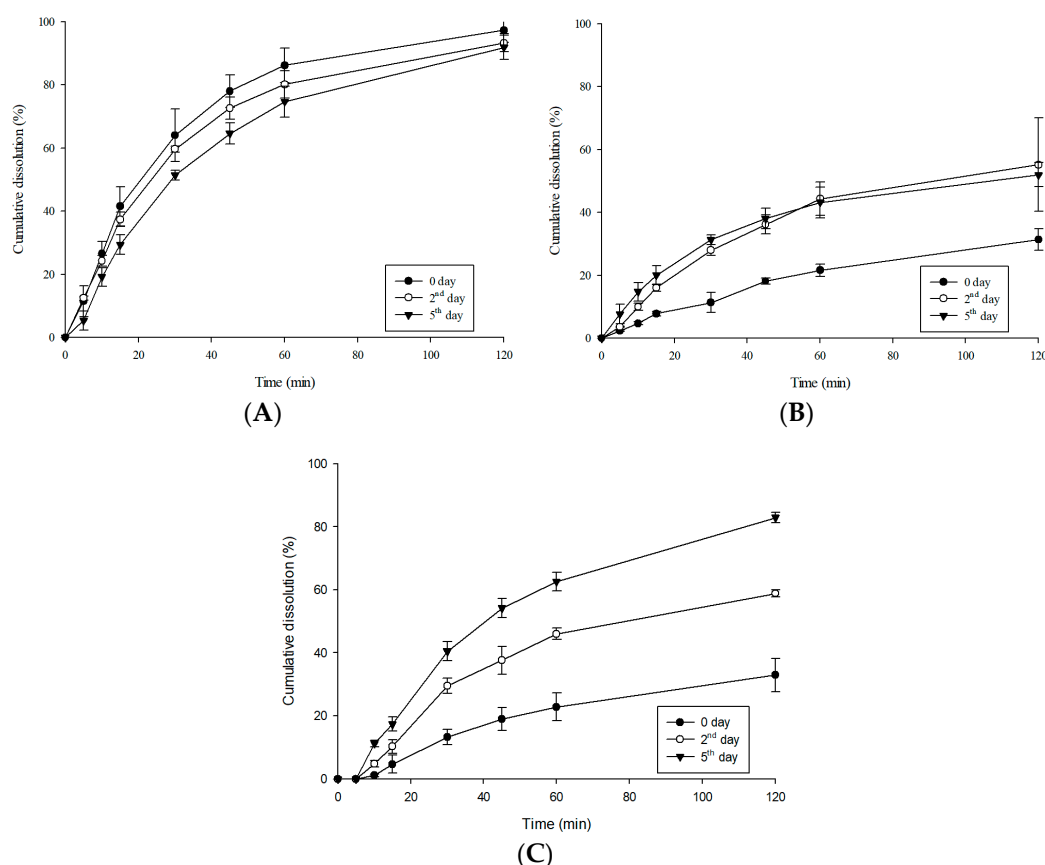 100
80
60
40
20
0
Cumulative dissolution (%)
0 day
2nd day
5th day
0 20 40 60 80 100 120
Time (min)
(A)
100
80
60
40
20
0
Cumulative dissolution (%)
0 day
2nd day
5th day
0 20 40 60 80 100 120
Time (min)
(B)
100
80
60
40
20
0
Cumulative dissolution (%)
0 day
2nd day
5th day
0 20 40 60 80 100 120
Time (min)
(C)